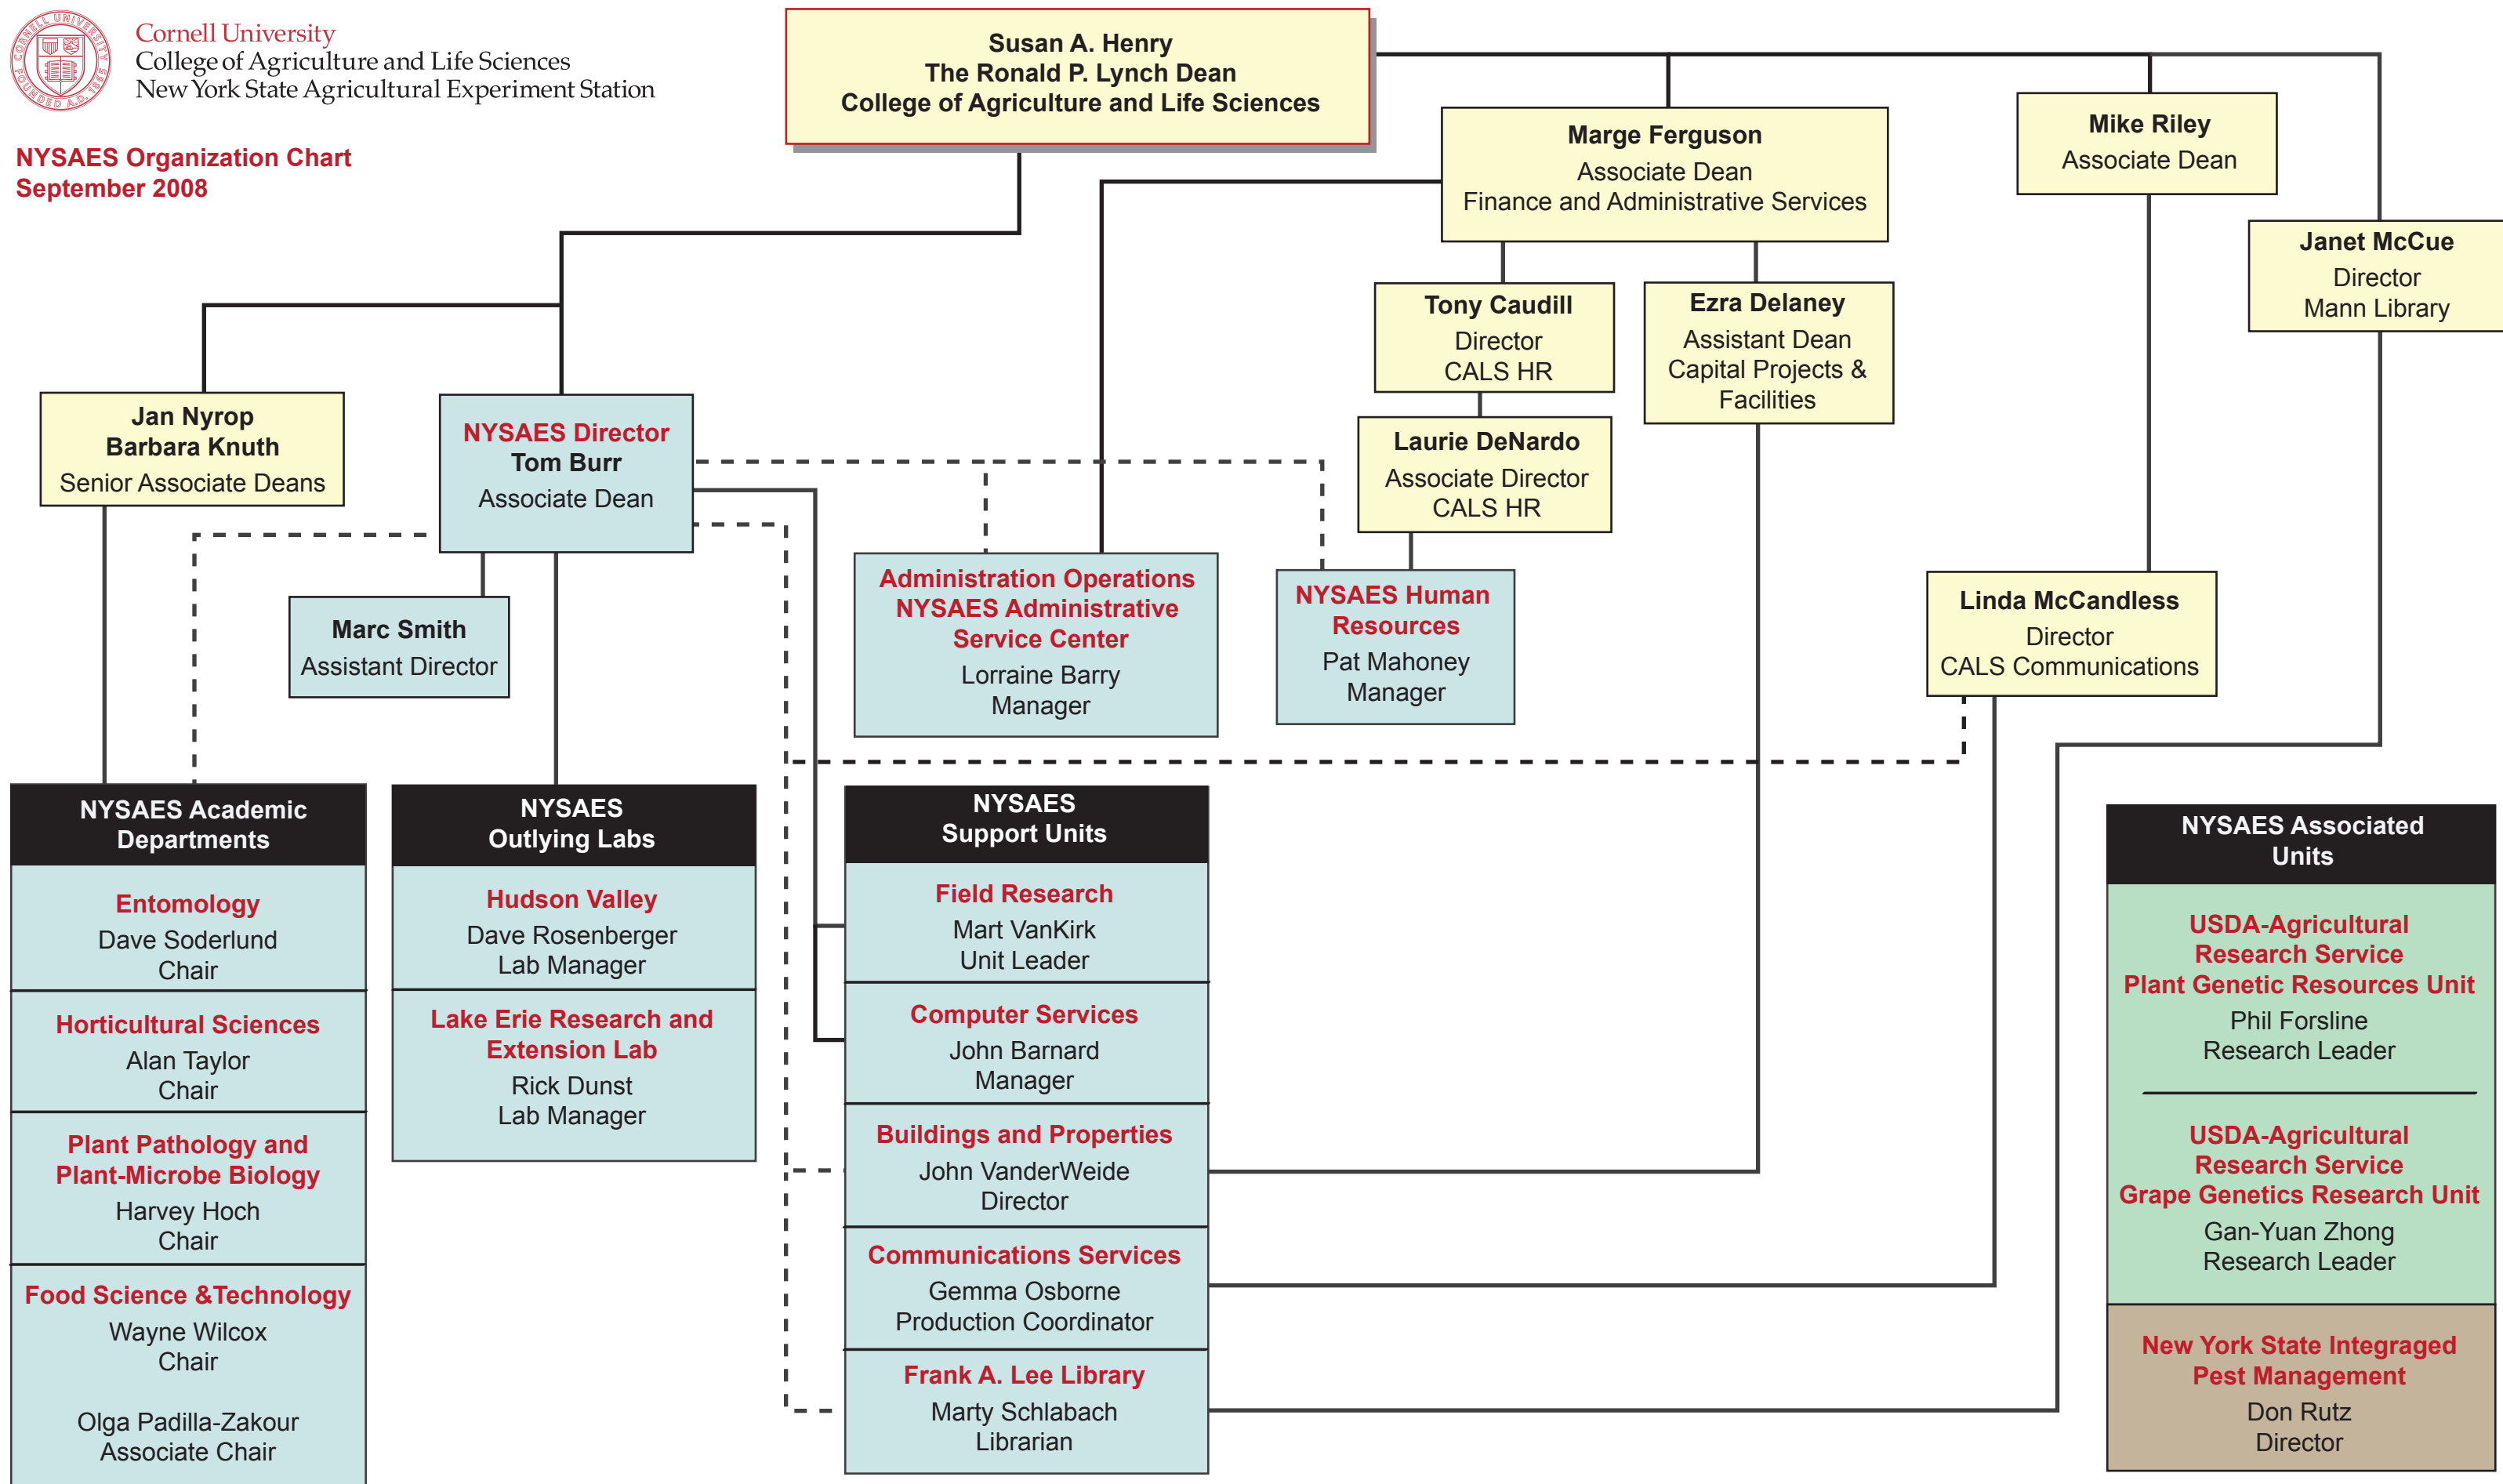 CORNELL UNIVERSITY
FOUNDED A.D. 1865
Cornell University
College of Agriculture and Life Sciences
New York State Agricultural Experiment Station
NYSAES Organization Chart
September 2008
Susan A. Henry
The Ronald P. Lynch Dean
College of Agriculture and Life Sciences
Marge Ferguson
Associate Dean
Finance and Administrative Services
Mike Riley
Associate Dean
Janet McCue
Director
Mann Library
Tony Caudill
Director
CALS HR
Ezra Delaney
Assistant Dean
Capital Projects &
Facilities
Jan Nyrop
Barbara Knuth
Senior Associate Deans
NYSAES Director
Tom Burr
Associate Dean
Laurie DeNardo
Associate Director
CALS HR
Marc Smith
Assistant Director
Administration Operations
NYSAES Administrative
Service Center
Lorraine Barry
Manager
NYSAES Human
Resources
Pat Mahoney
Manager
Linda McCandless
Director
CALS Communications
NYSAES Academic
Departments
Entomology
Dave Soderlund
Chair
Horticultural Sciences
Alan Taylor
Chair
Plant Pathology and
Plant-Microbe Biology
Harvey Hoch
Chair
Food Science &Technology
Wayne Wilcox
Chair
Olga Padilla-Zakour
Associate Chair
NYSAES
Outlying Labs
Hudson Valley
Dave Rosenberger
Lab Manager
Lake Erie Research and
Extension Lab
Rick Dunst
Lab Manager
NYSAES
Support Units
Field Research
Mart VanKirk
Unit Leader
Computer Services
John Barnard
Manager
Buildings and Properties
John VanderWeide
Director
Communications Services
Gemma Osborne
Production Coordinator
Frank A. Lee Library
Marty Schlabach
Librarian
NYSAES Associated
Units
USDA-Agricultural
Research Service
Plant Genetic Resources Unit
Phil Forsline
Research Leader
USDA-Agricultural
Research Service
Grape Genetics Research Unit
Gan-Yuan Zhong
Research Leader
New York State Integraged
Pest Management
Don Rutz
Director